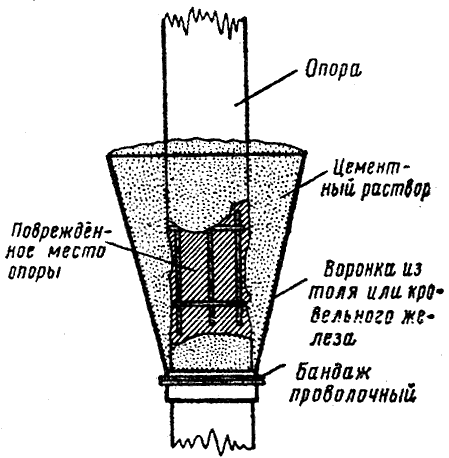 Опора
Цемент-
ный раствор
Повреждён-
ное место
опоры
Воронка из
толя или кро-
вельного же-
леза
Бандаж
проволочный